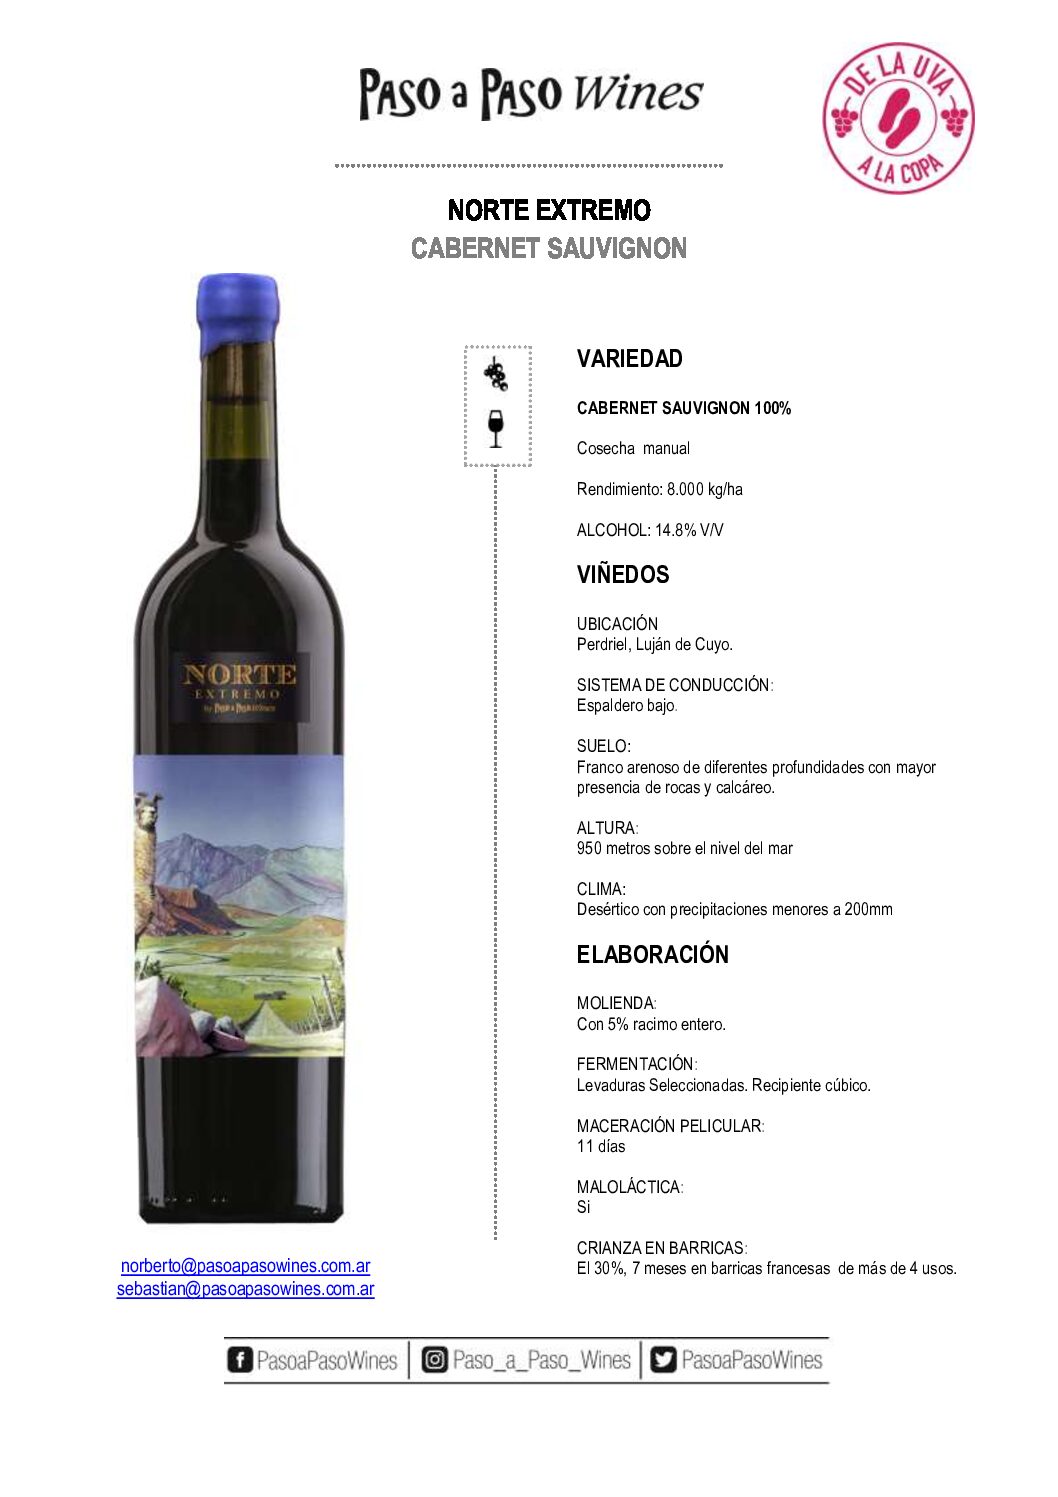 PASO a PASO Wines
DE LA UVA
A LA COPA
NORTE EXTREMO
CABERNET SAUVIGNON
VARIEDAD
CABERNET SAUVIGNON 100%
Cosecha  manual
Rendimiento: 8.000 kg/ha
ALCOHOL: 14.8% V/V
VIÑEDOS
UBICACIÓN
Perdriel, Luján de Cuyo.
SISTEMA DE CONDUCCIÓN:
Espaldero bajo.
SUELO:
Franco arenoso de diferentes profundidades con mayor
presencia de rocas y calcáreo.
ALTURA:
950 metros sobre el nivel del mar
CLIMA:
Desértico con precipitaciones menores a 200mm
ELABORACIÓN
MOLIENDA:
Con 5% racimo entero.
FERMENTACIÓN:
Levaduras Seleccionadas. Recipiente cúbico.
MACERACIÓN PELICULAR:
11 días
MALOLÁCTICA:
Si
CRIANZA EN BARRICAS:
El 30%, 7 meses en barricas francesas  de más de 4 usos.
NORTE
EXTREMO
by PASO a PASO WINES
norberto@pasoapasowines.com.ar
sebastian@pasoapasowines.com.ar
PasoaPasoWines | Paso_a_Paso_Wines | PasoaPasoWines